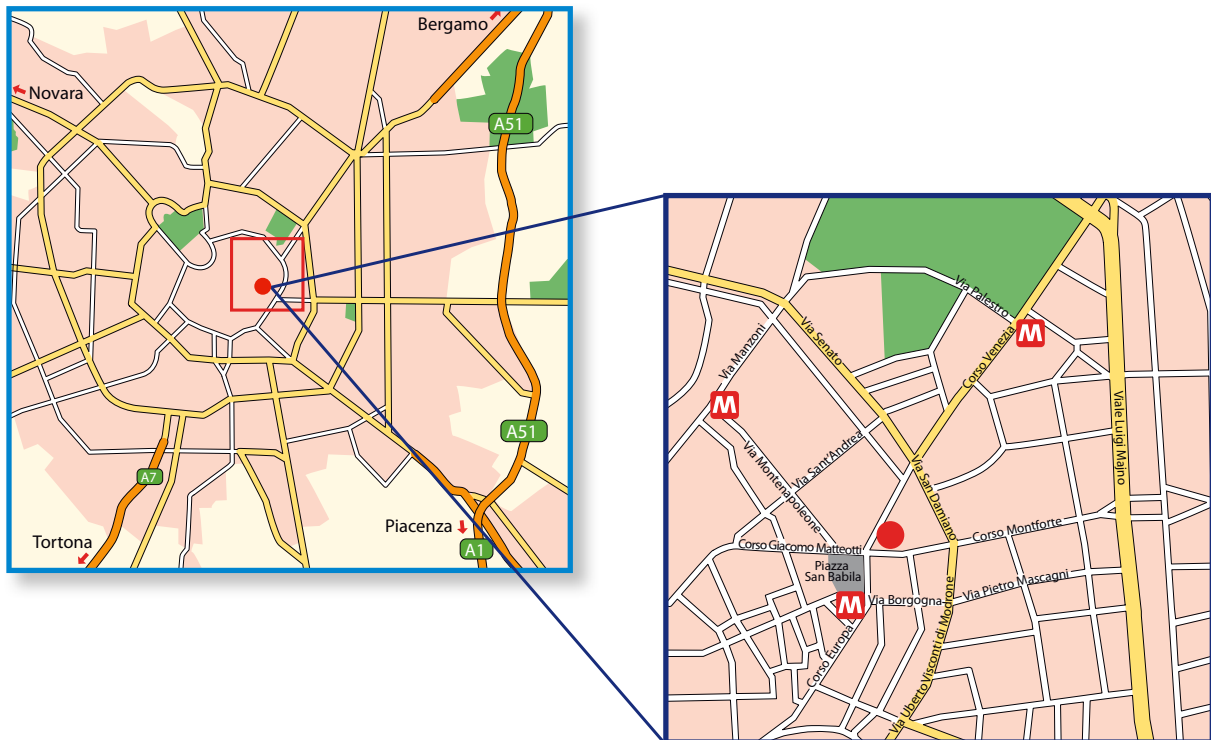 Bergamo
Novara
A51
A51
A7
Piacenza
Tortona
A1
Via Palestro
M
Via Senato
Via Manzoni
Corso Venezia
M
Viale Luigi Majno
Via Sant'Andrea
Via Montenapoleone
Via San Damiano
Corso Montforte
Corso Giacomo Matteotti
Piazza
San Babila
Via Pietro Mascagni
M
Via Borgogna
Corso Europa
Via Uberto Visconti di Modrone